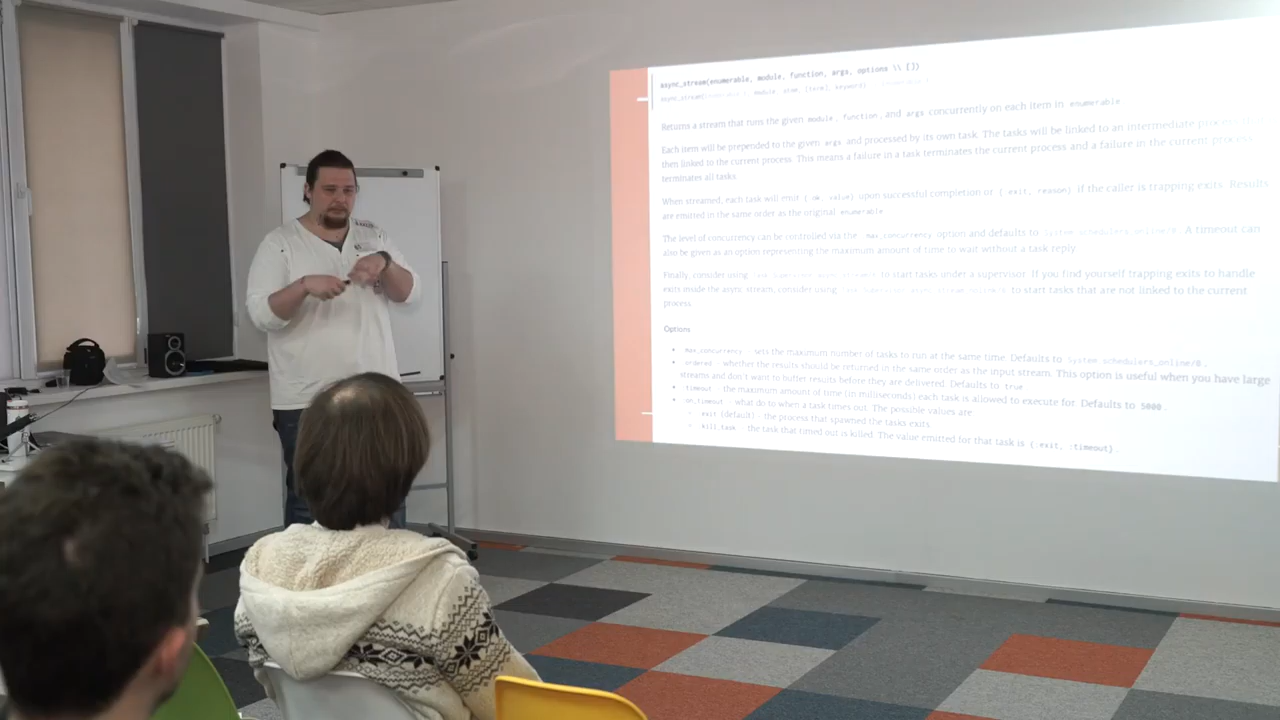 async_stream(enumerable, module, function, args, options \\ [])
Returns a stream that runs the given module, function, and args concurrently on each item in enumerable
Each item will be prepended to the given args and processed by its own task. The tasks will be linked to an intermediate
then linked to the current process. This means a failure in a task terminates the current process and a failure in the current process
terminates all tasks
When streamed, each task will emit {:ok, value} upon successful completion or {:exit, reason} if the caller is trapping exits. Results
are emitted in the same order as the original enumerable
The level of concurrency can be controlled via the :max_concurrency option and defaults to System.schedulers_online/0. A timeout can
also be given as an option representing the maximum amount of time to wait without a task reply
Finally, consider using to start tasks under a supervisor. If you find yourself trapping exits to handle
exits inside the async stream, consider using to start tasks that are not linked to the current
process
Options
• :max_concurrency - sets the maximum number of tasks to run at the same time. Defaults to System.schedulers_online/0.
• :ordered - whether the results should be returned in the same order as the input stream. This option is useful when you have large
streams and don't want to buffer results before they are delivered. Defaults to true
• :timeout - the maximum amount of time (in milliseconds) each task is allowed to execute for. Defaults to 5000.
• :on_timeout - what do to when a task times out. The possible values are
◦ :exit (default) - the process that spawned the tasks exits
◦ :kill_task - the task that timed out is killed. The value emitted for that task is {:exit, :timeout}.